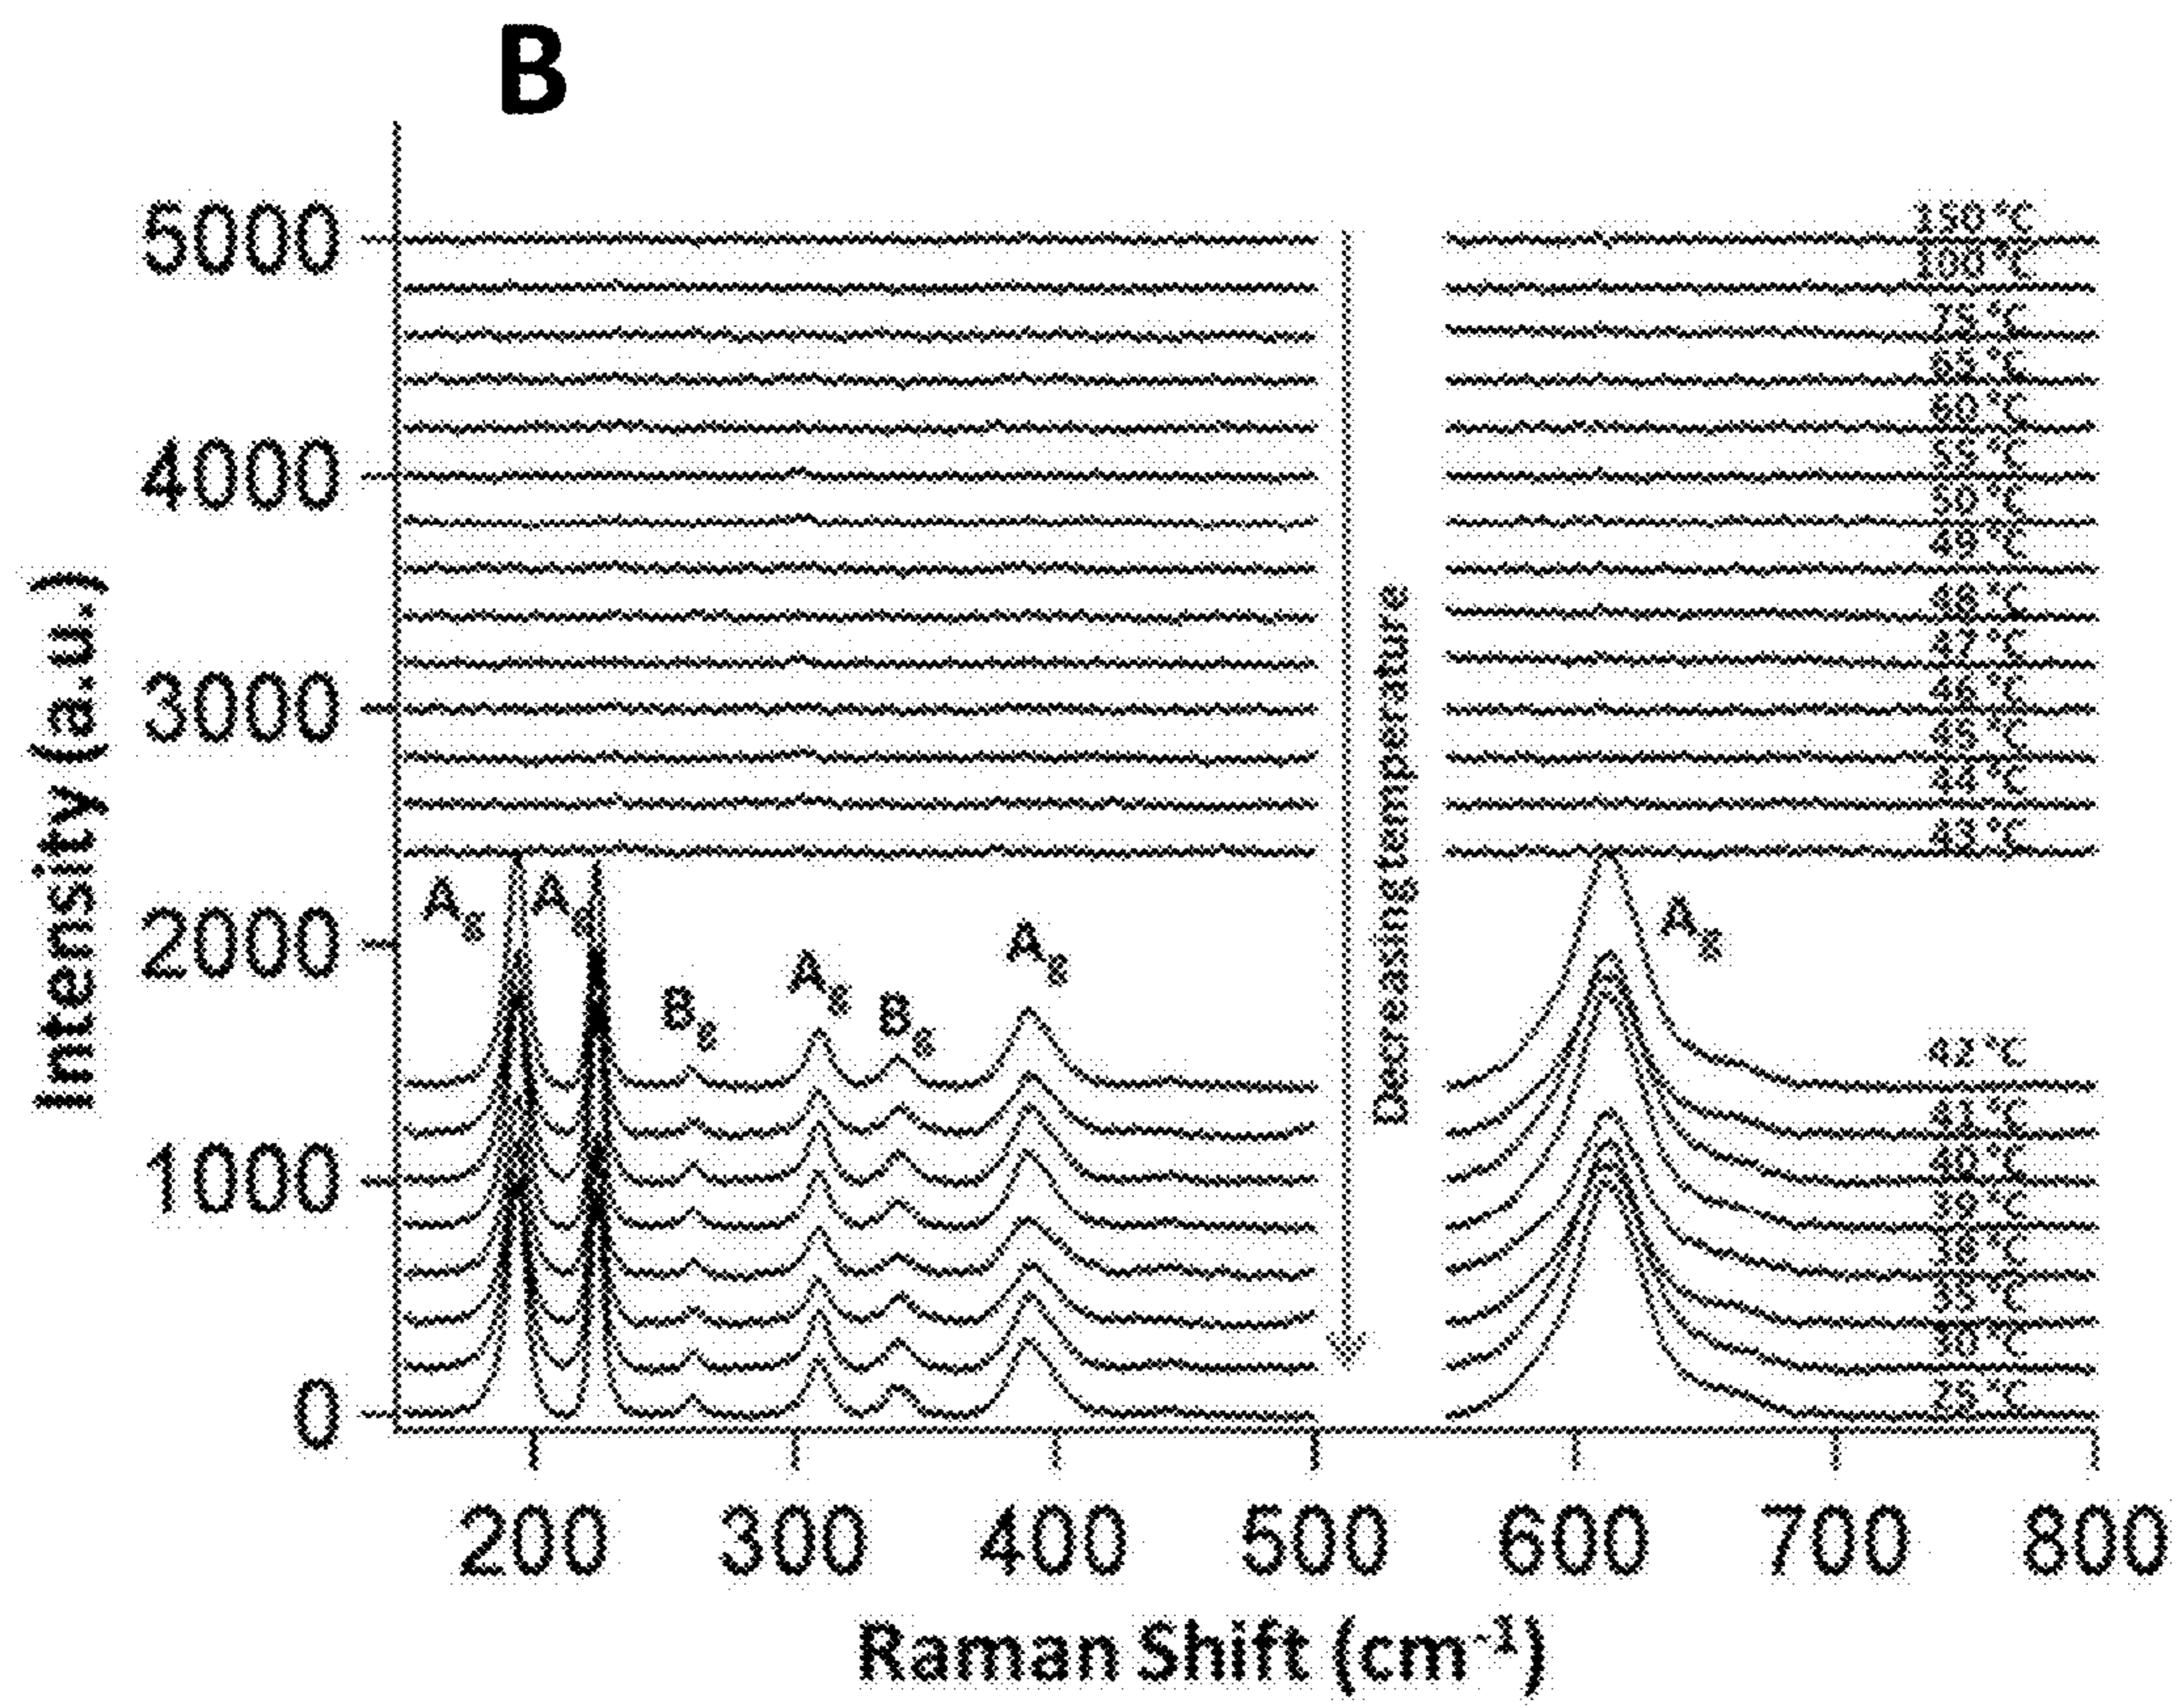 B
Intensity (a.u.)
5000
4000
3000
2000
1000
0
150 °C
100 °C
75 °C
65 °C
60 °C
55 °C
50 °C
49 °C
48 °C
47 °C
46 °C
45 °C
44 °C
43 °C
42 °C
41 °C
40 °C
39 °C
35 °C
30 °C
25 °C
Decreasing temperature
Ag
Ag
Bg
Ag
Bg
Ag
Ag
200 300 400 500 600 700 800
Raman Shift (cm⁻¹)